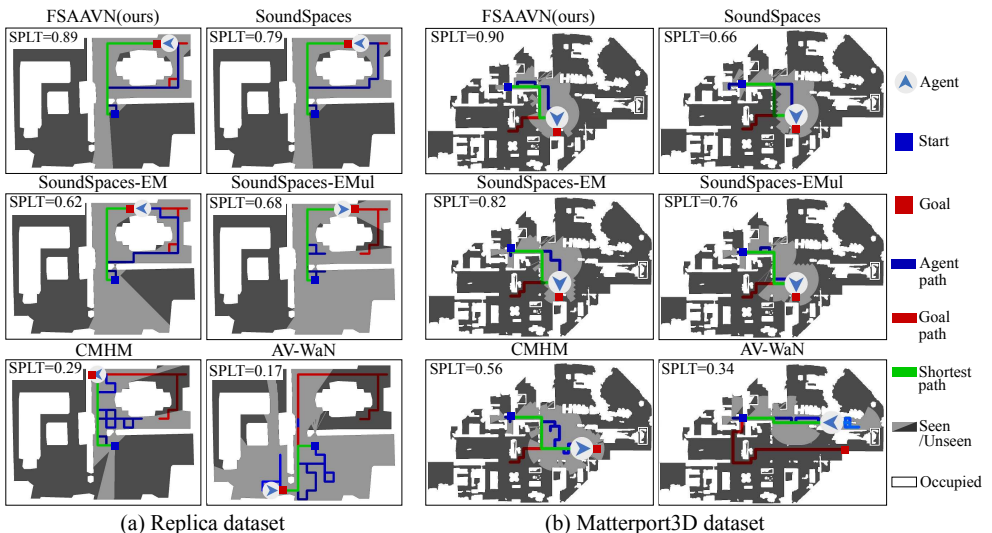 FSAAVN(ours) SoundSpaces FSAAVN(ours) SoundSpaces
SPLT=0.89 SPLT=0.79 SPLT=0.90 SPLT=0.66
SoundSpaces-EM SoundSpaces-EMul SoundSpaces-EM SoundSpaces-EMul
SPLT=0.62 SPLT=0.68 SPLT=0.82 SPLT=0.76
CMHM AV-WaN CMHM AV-WaN
SPLT=0.29 SPLT=0.17 SPLT=0.56 SPLT=0.34
Agent
Start
Goal
Agent
path
Goal
path
Shortest
path
Seen
/Unseen
Occupied
(a) Replica dataset (b) Matterport3D dataset